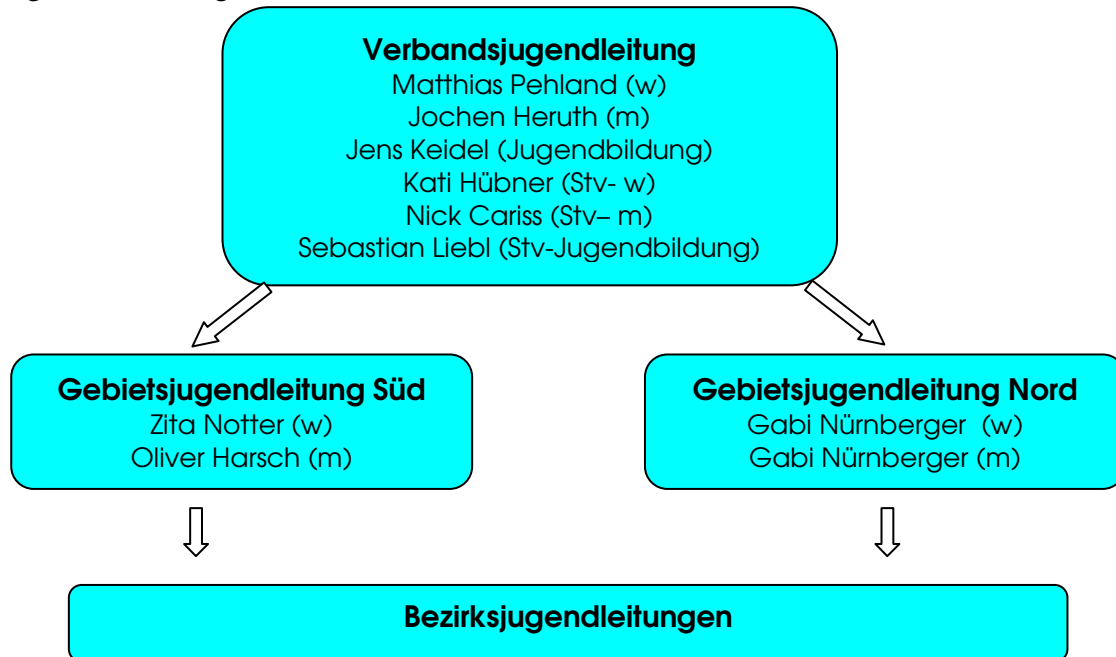 Verbandsjugendleitung
Matthias Pehland (w)
Jochen Heruth (m)
Jens Keidel (Jugendbildung)
Kati Hübner (Stv- w)
Nick Cariss (Stv– m)
Sebastian Liebl (Stv-Jugendbildung)
Gebietsjugendleitung Süd
Zita Notter (w)
Oliver Harsch (m)
Gebietsjugendleitung Nord
Gabi Nürnberger  (w)
Gabi Nürnberger (m)
Bezirksjugendleitungen